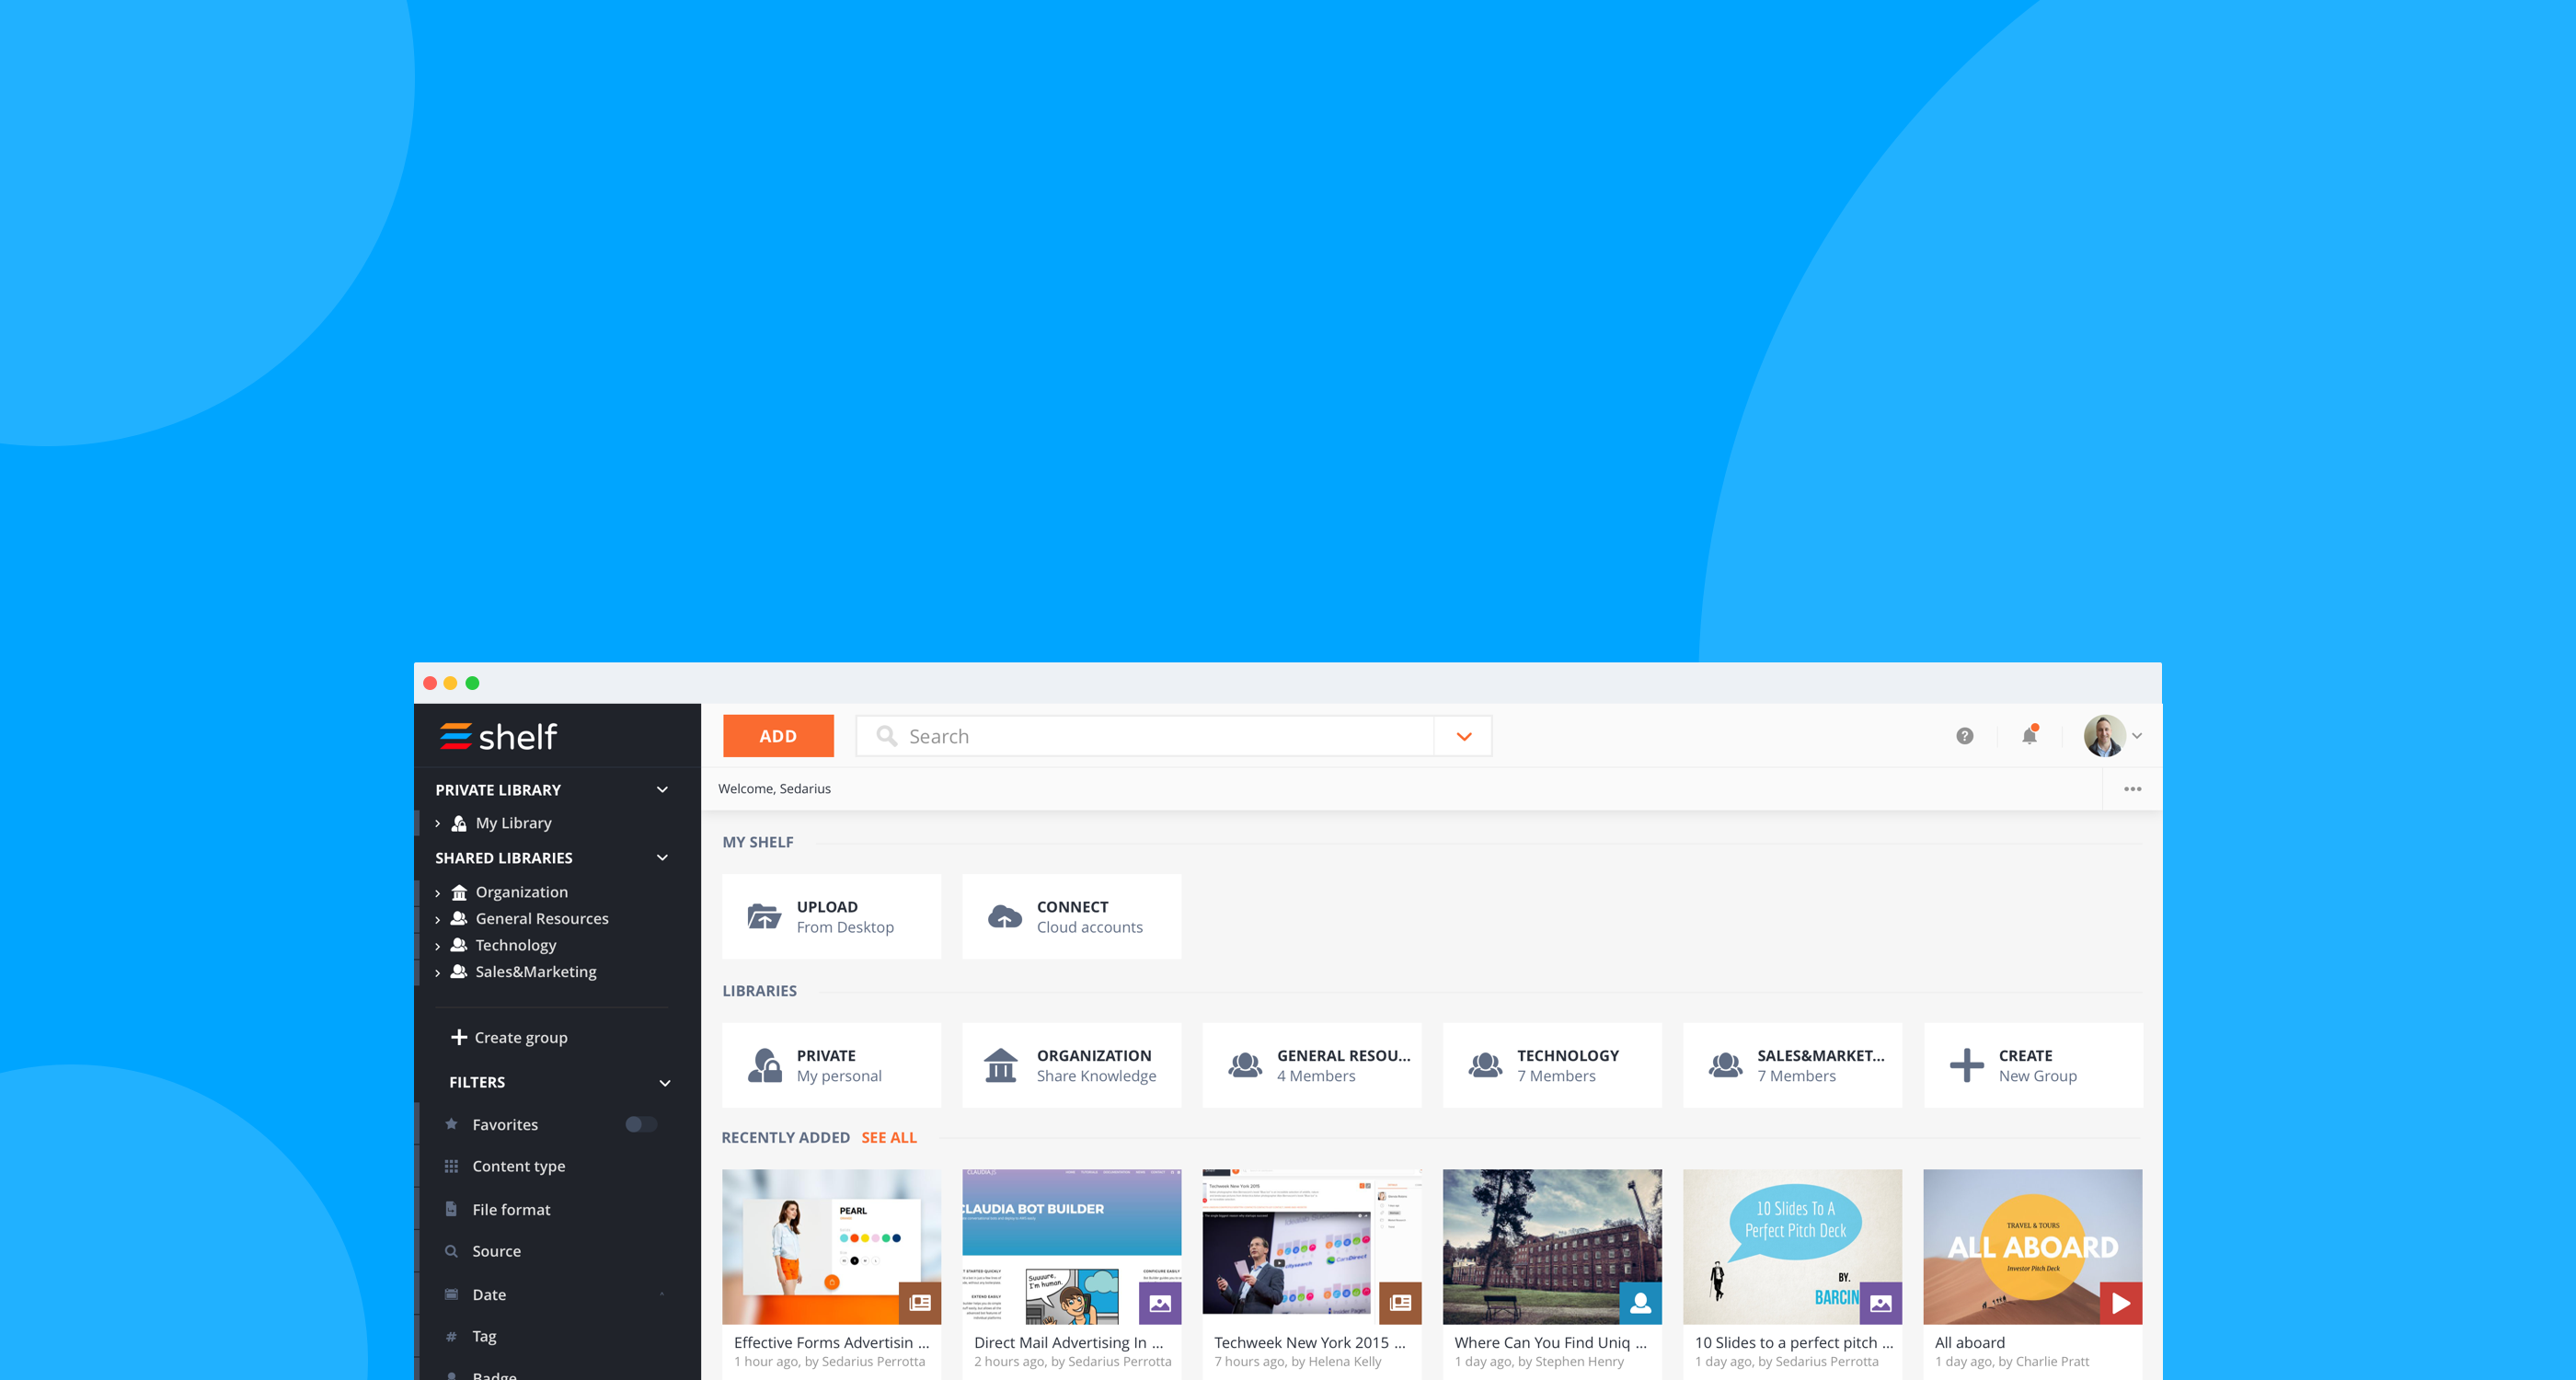 shelf
ADD
Search
Welcome, Sedarius
PRIVATE LIBRARY
My Library
SHARED LIBRARIES
Organization
General Resources
Technology
Sales&Marketing
Create group
FILTERS
Favorites
Content type
File format
Source
Date
Tag
Badge
MY SHELF
UPLOAD
From Desktop
CONNECT
Cloud accounts
LIBRARIES
PRIVATE
My personal
ORGANIZATION
Share Knowledge
GENERAL RESOU...
4 Members
TECHNOLOGY
7 Members
SALES&MARKET...
7 Members
CREATE
New Group
RECENTLY ADDED SEE ALL
PEARL
Effective Forms Advertisin ...
1 hour ago, by Sedarius Perrotta
CLAUDIA BOT BUILDER
Suuuure,
I'm human.
Direct Mail Advertising In ...
2 hours ago, by Sedarius Perrotta
Techweek New York 2015
Techweek New York 2015 ...
7 hours ago, by Helena Kelly
Where Can You Find Uniq ...
1 day ago, by Stephen Henry
10 Slides To A
Perfect Pitch Deck
BY.
BARCIN
10 Slides to a perfect pitch ...
1 day ago, by Sedarius Perrotta
TRAVEL & TOURS
ALL ABOARD
Investor Pitch Deck
All aboard
1 day ago, by Charlie Pratt